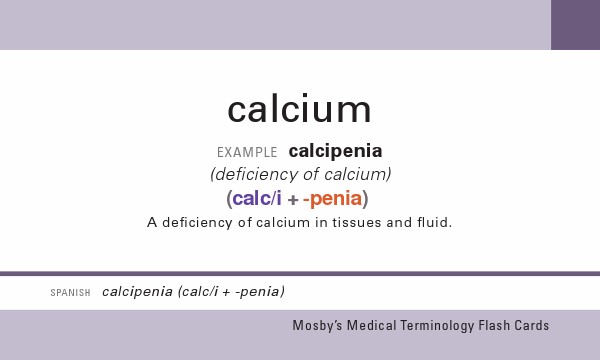 calcium
EXAMPLE calcipenia
(deficiency of calcium)
(calc/i + -penia)
A deficiency of calcium in tissues and fluid.
SPANISH calcipenia (calc/i + -penia)
Mosby's Medical Terminology Flash Cards